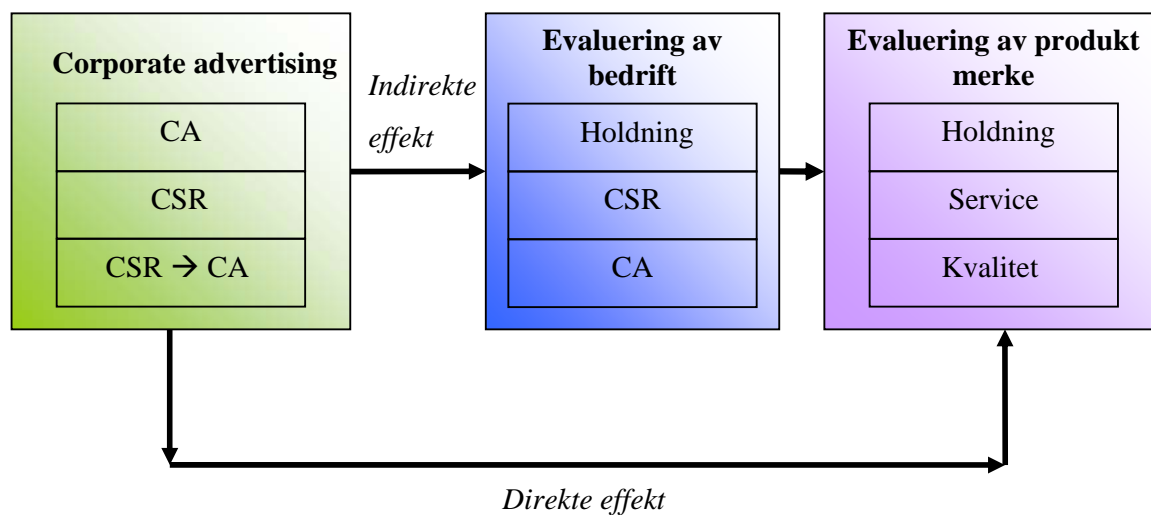 Corporate advertising
CA
CSR
CSR → CA
Indirekte
effekt
Evaluering av
bedrift
Holdning
CSR
CA
Evaluering av produkt
merke
Holdning
Service
Kvalitet
Direkte effekt